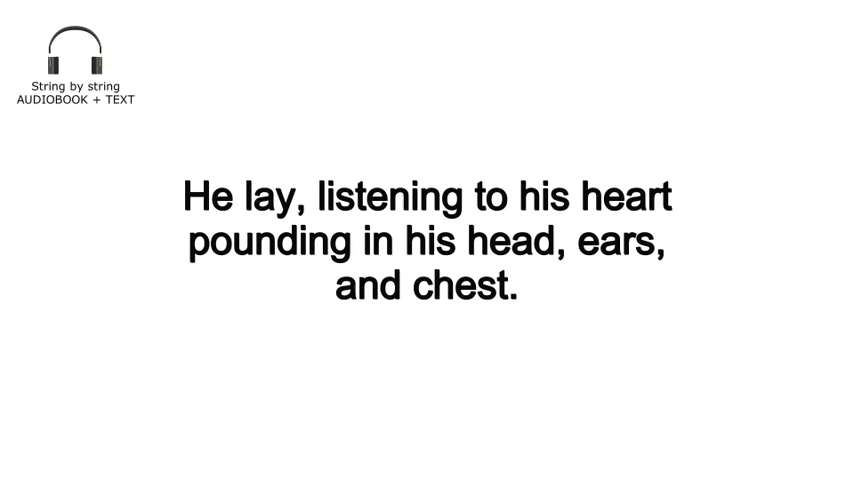 String by string
AUDIOBOOK + TEXT
He lay, listening to his heart
pounding in his head, ears,
and chest.